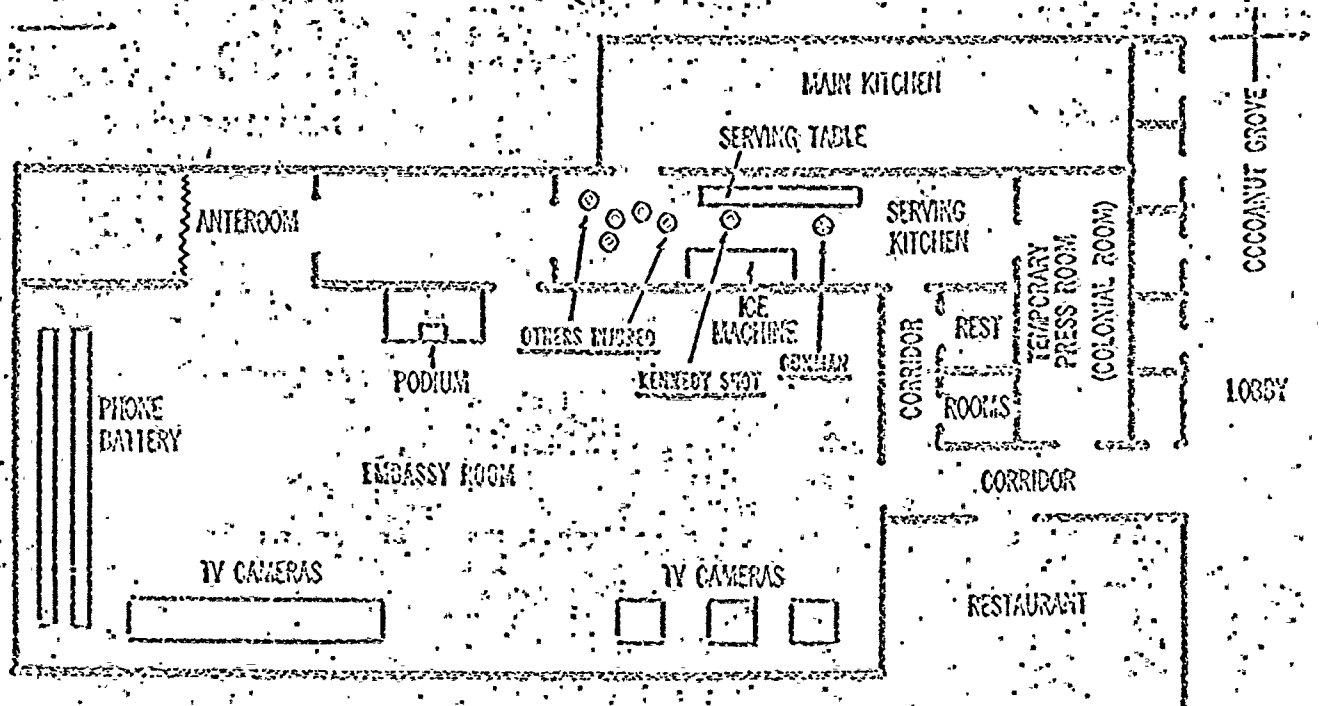 MAIN KITCHEN
SERVING TABLE
COCOANUT GROVE
ANTEROOM
SERVING
KITCHEN
TEMPORARY
PRESS ROOM
(COLONIAL ROOM)
ICE
MACHINE
OTHERS INJURED
KENNEDY SHOT
GUNMAN
PODIUM
CORRIDOR
REST
ROOMS
LOBBY
PHONE
BATTERY
EMBASSY ROOM
CORRIDOR
TV CAMERAS
TV CAMERAS
RESTAURANT